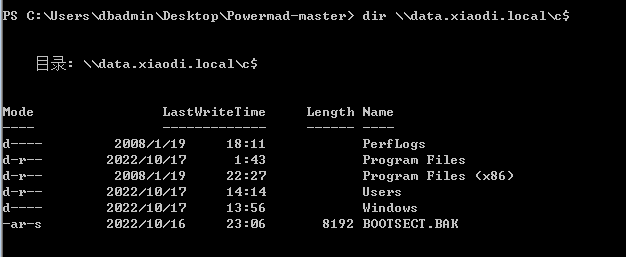 PS C:\Users\dbadmin\Desktop\Powermad-master> dir \\data.xiaodi.local\c$
目录: \\data.xiaodi.local\c$
Mode LastWriteTime Length Name
---- ------------- ------ ----
d---- 2008/1/19 18:11 PerfLogs
d-r-- 2022/10/17 1:43 Program Files
d-r-- 2008/1/19 22:27 Program Files (x86)
d-r-- 2022/10/17 14:14 Users
d---- 2022/10/17 13:56 Windows
-ar-s 2022/10/16 23:06 8192 BOOTSECT.BAK